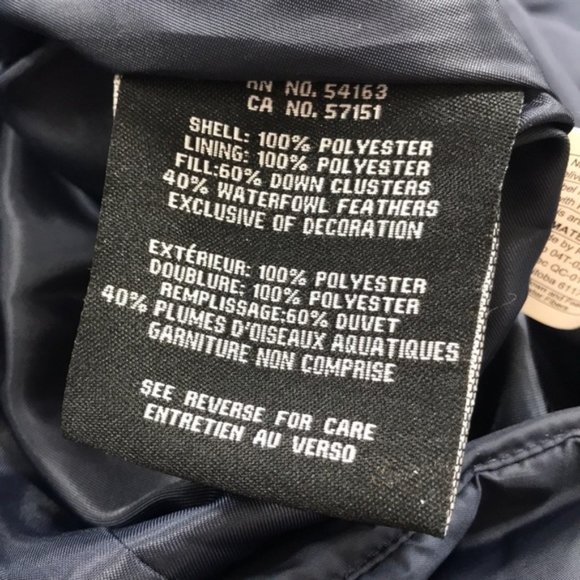 RN NO. 54163
CA NO. 57151
SHELL: 100% POLYESTER
LINING: 100% POLYESTER
FILL:60% DOWN CLUSTERS
40% WATERFOWL FEATHERS
EXCLUSIVE OF DECORATION
EXTÉRIEUR: 100% POLYESTER
DOUBLURE: 100% POLYESTER
REMPLISSAGE:60% DUVET
40% PLUMES D'OISEAUX AQUATIQUES
GARNITURE NON COMPRISE
SEE REVERSE FOR CARE
ENTRETIEN AU VERSO